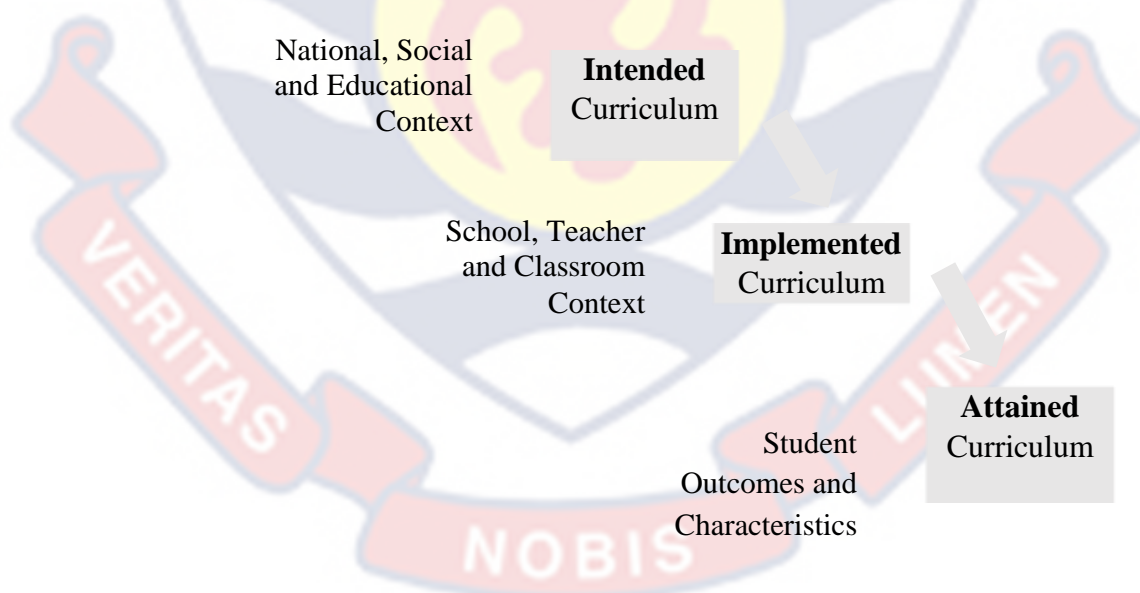 National, Social
and Educational
Context
Intended
Curriculum
School, Teacher
and Classroom
Context
Implemented
Curriculum
Attained
Curriculum
Student
Outcomes and
Characteristics
VERITAS
NOBIS
LUMEN